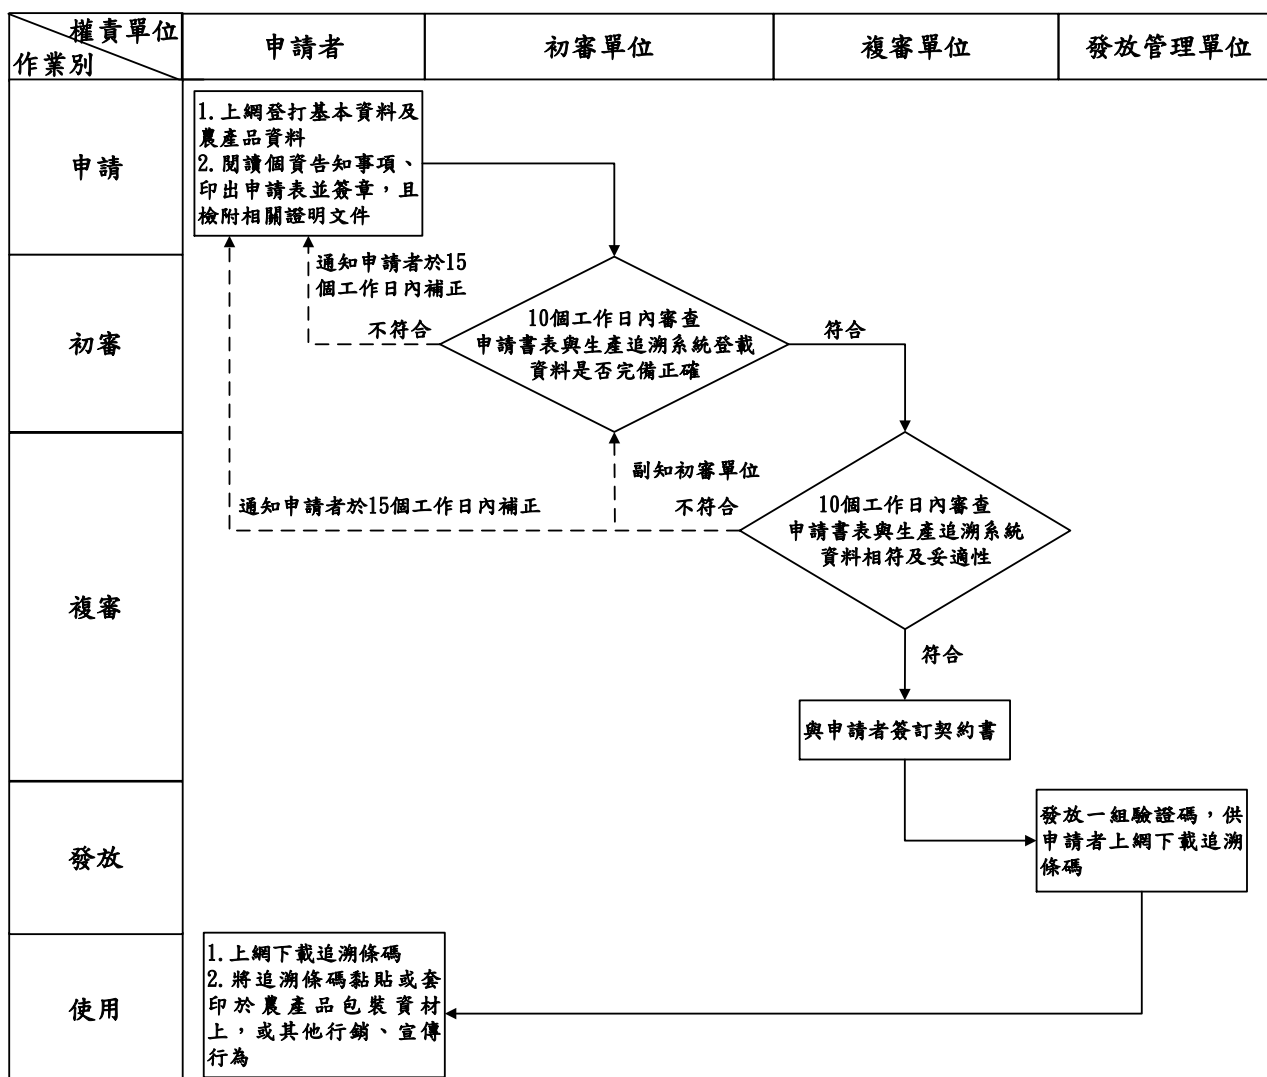 權責單位
作業別
申請者
初審單位
複審單位
發放管理單位
申請
1.上網登打基本資料及
農產品資料
2.閱讀個資告知事項、
印出申請表並簽章，且
檢附相關證明文件
初審
通知申請者於15
個工作日內補正
不符合
10個工作日內審查
申請書表與生產追溯系統登載
資料是否完備正確
符合
複審
副知初審單位
通知申請者於15個工作日內補正
不符合
10個工作日內審查
申請書表與生產追溯系統
資料相符及妥適性
符合
與申請者簽訂契約書
發放
發放一組驗證碼，供
申請者上網下載追溯
條碼
使用
1.上網下載追溯條碼
2.將追溯條碼黏貼或套
印於農產品包裝資材
上，或其他行銷、宣傳
行為